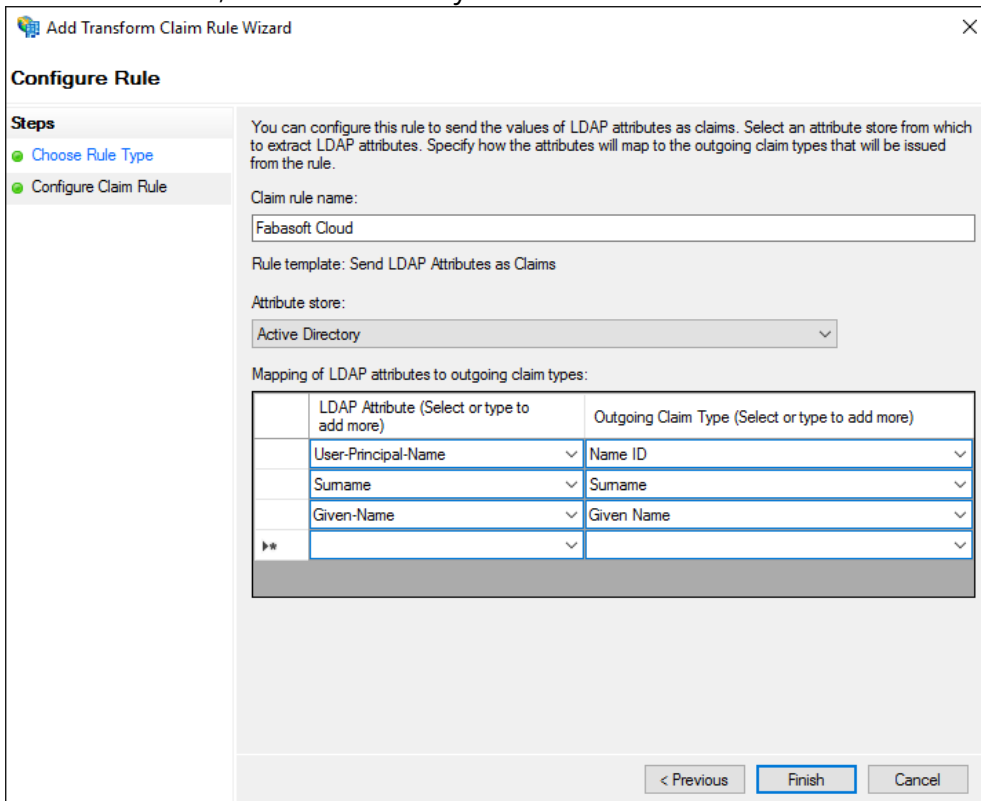 Add Transform Claim Rule Wizard
Configure Rule
Steps
Choose Rule Type
Configure Claim Rule
You can configure this rule to send the values of LDAP attributes as claims. Select an attribute store from which
to extract LDAP attributes. Specify how the attributes will map to the outgoing claim types that will be issued
from the rule.
Claim rule name:
Fabasoft Cloud
Rule template: Send LDAP Attributes as Claims
Attribute store:
Active Directory
Mapping of LDAP attributes to outgoing claim types:
LDAP Attribute (Select or type to
add more)
Outgoing Claim Type (Select or type to add more)
User-Principal-Name
Name ID
Surname
Surname
Given-Name
Given Name
< Previous
Finish
Cancel